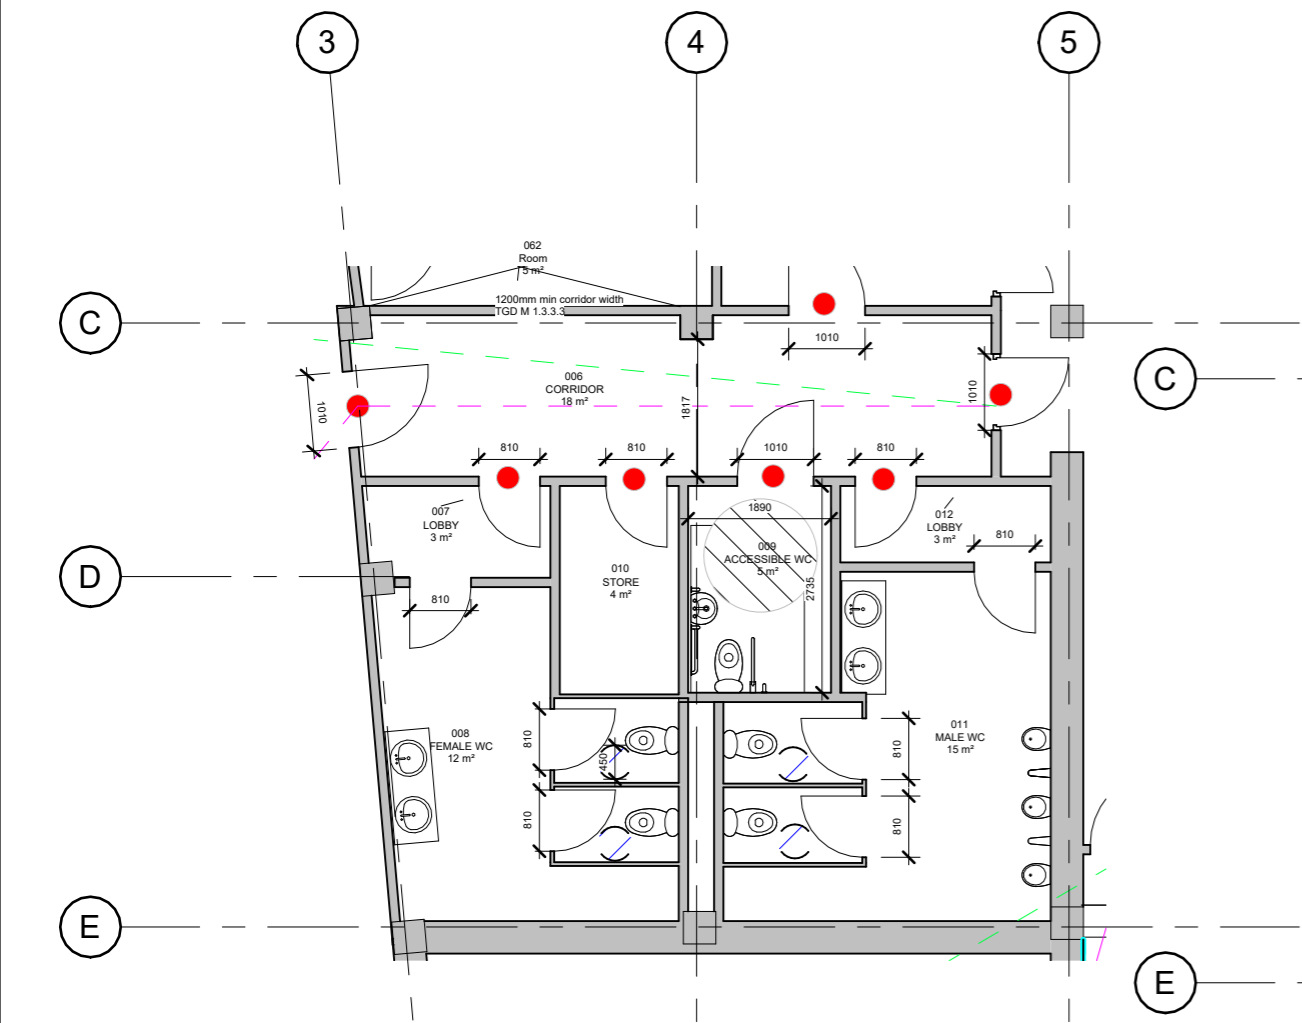 3
4
5
062
Room
5 m²
1200mm min corridor width
TGD M 1.3.3.3
C
C
1010
1010
1010
006
CORRIDOR
18 m²
1817
810
810
1010
810
007
LOBBY
3 m²
1890
012
LOBBY
3 m²
810
D
010
STORE
4 m²
009
ACCESSIBLE WC
5 m²
2735
810
008
FEMALE WC
12 m²
810
450
810
011
MALE WC
15 m²
810
810
E
E